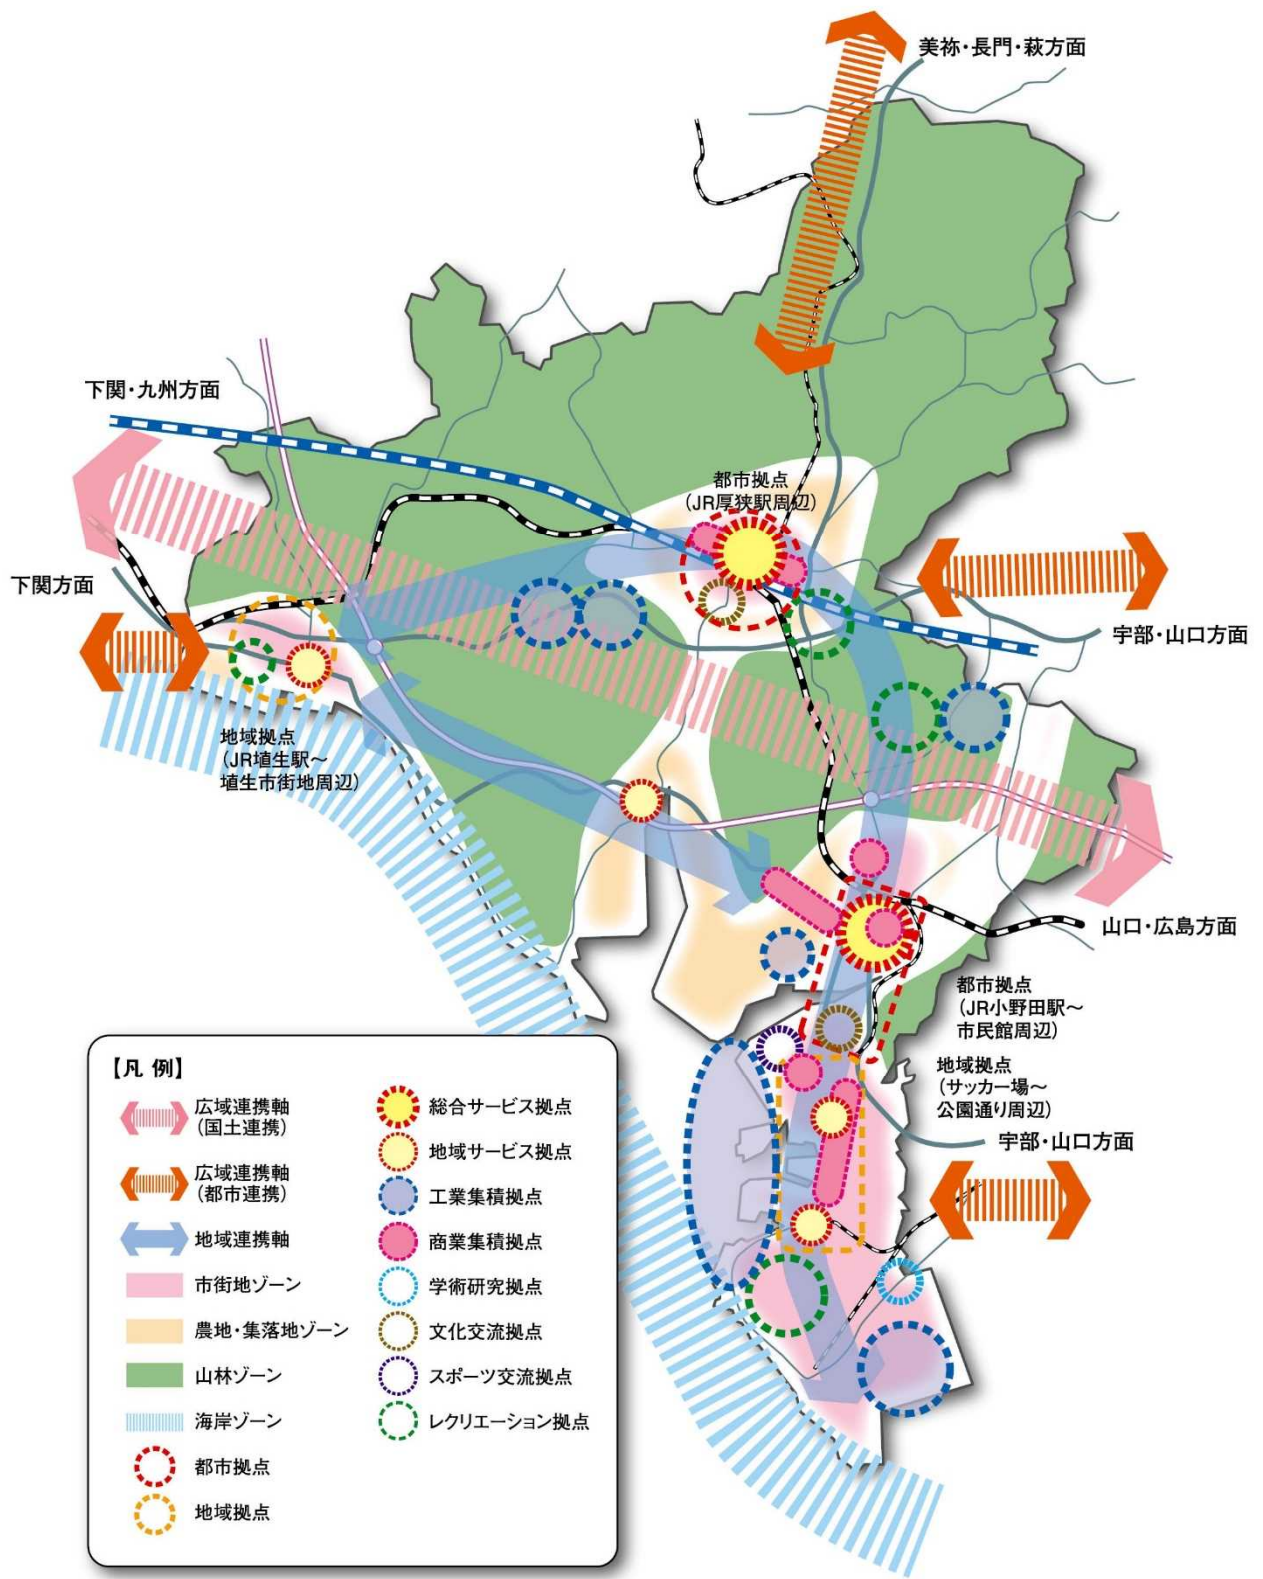 美祢・長門・萩方面
下関・九州方面
都市拠点
(JR厚狭駅周辺)
下関方面
宇部・山口方面
地域拠点
(JR埴生駅～
埴生市街地周辺)
山口・広島方面
都市拠点
(JR小野田駅～
市民館周辺)
地域拠点
(サッカー場～
公園通り周辺)
宇部・山口方面
【凡 例】
広域連携軸
(国土連携)
広域連携軸
(都市連携)
地域連携軸
市街地ゾーン
農地・集落地ゾーン
山林ゾーン
海岸ゾーン
都市拠点
地域拠点
総合サービス拠点
地域サービス拠点
工業集積拠点
商業集積拠点
学術研究拠点
文化交流拠点
スポーツ交流拠点
レクリエーション拠点